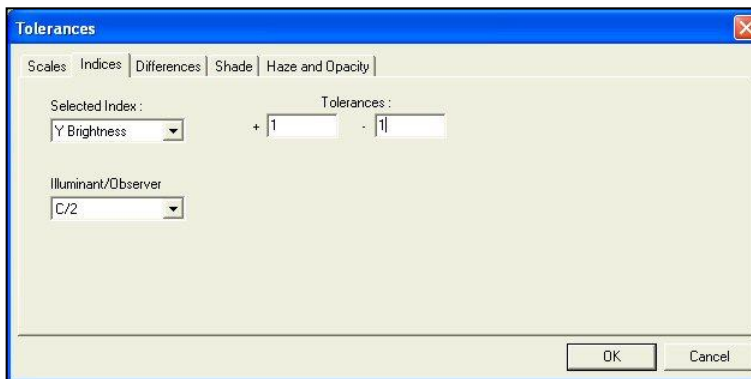 Tolerances
Scales Indices Differences Shade Haze and Opacity
Selected Index : Tolerances :
Y Brightness + 1 - 1
Illuminant/Observer
C/2
OK Cancel